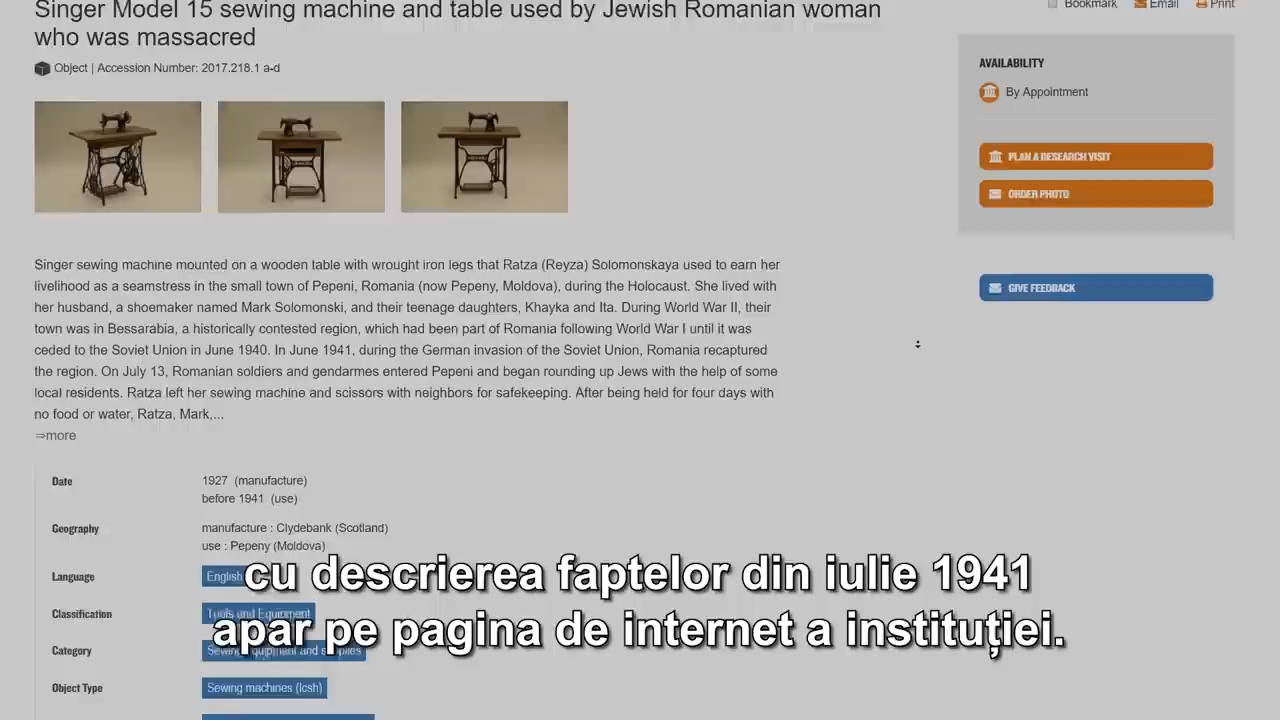 Singer Model 15 sewing machine and table used by Jewish Romanian woman
who was massacred
Bookmark Email Print
Object | Accession Number: 2017.218.1 a-d
AVAILABILITY
By Appointment
PLAN A RESEARCH VISIT
ORDER PHOTO
GIVE FEEDBACK
Singer sewing machine mounted on a wooden table with wrought iron legs that Ratza (Reyza) Solomonskaya used to earn her
livelihood as a seamstress in the small town of Pepeni, Romania (now Pepeny, Moldova), during the Holocaust. She lived with
her husband, a shoemaker named Mark Solomonski, and their teenage daughters, Khayka and Ita. During World War II, their
town was in Bessarabia, a historically contested region, which had been part of Romania following World War I until it was
ceded to the Soviet Union in June 1940. In June 1941, during the German invasion of the Soviet Union, Romania recaptured
the region. On July 13, Romanian soldiers and gendarmes entered Pepeni and began rounding up Jews with the help of some
local residents. Ratza left her sewing machine and scissors with neighbors for safekeeping. After being held for four days with
no food or water, Ratza, Mark,...
⇒more
Date 1927 (manufacture)
before 1941 (use)
Geography manufacture : Clydebank (Scotland)
use : Pepeny (Moldova)
Language English
Classification Tools and Equipment
Category Sewing equipment and supplies
Object Type Sewing machines (lcsh)
cu descrierea faptelor din iulie 1941
apar pe pagina de internet a instituției.